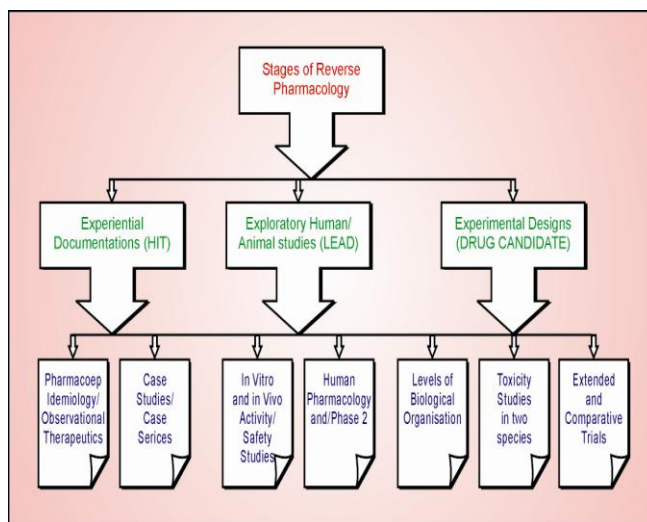 Stages of Reverse
Pharmacology
Experiential
Documentations (HIT)
Exploratory Human/
Animal studies (LEAD)
Experimental Designs
(DRUG CANDIDATE)
Pharmacoep
Idemiology/
Observational
Therapeutics
Case
Studies/
Case
Serices
In Vitro
and in Vivo
Activity/
Safety
Studies
Human
Pharmacology
and/Phase 2
Levels of
Biological
Organisation
Toxicity
Studies
in two
species
Extended
and
Comparative
Trials